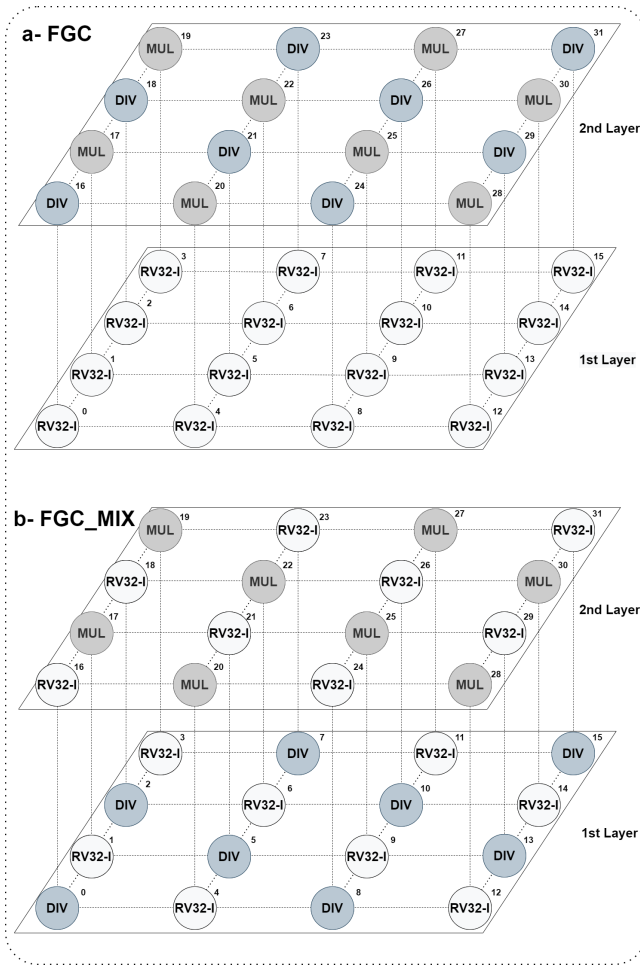 a- FGC
MUL 19 DIV 23 MUL 27 DIV 31
DIV 18 MUL 22 DIV 26 MUL 30
2nd Layer
MUL 17 DIV 21 MUL 25 DIV 29
DIV 16 MUL 20 DIV 24 MUL 28
RV32-I 3 RV32-I 7 RV32-I 11 RV32-I 15
RV32-I 2 RV32-I 6 RV32-I 10 RV32-I 14
1st Layer
RV32-I 1 RV32-I 5 RV32-I 9 RV32-I 13
RV32-I 0 RV32-I 4 RV32-I 8 RV32-I 12
b- FGC_MIX
MUL 19 RV32-I 23 MUL 27 RV32-I 31
RV32-I 18 MUL 22 RV32-I 26 MUL 30
2nd Layer
MUL 17 RV32-I 21 MUL 25 RV32-I 29
RV32-I 16 MUL 20 RV32-I 24 MUL 28
RV32-I 3 DIV 7 RV32-I 11 DIV 15
DIV 2 RV32-I 6 DIV 10 RV32-I 14
1st Layer
RV32-I 1 DIV 5 RV32-I 9 DIV 13
DIV 0 RV32-I 4 DIV 8 RV32-I 12